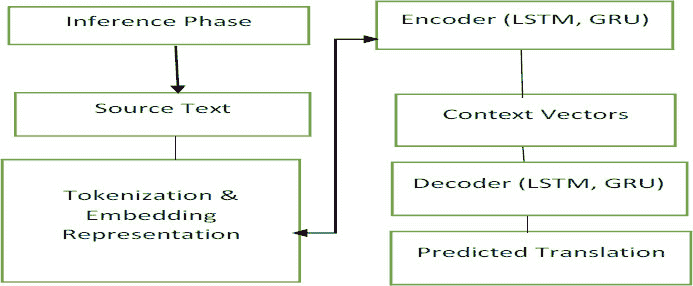 Inference Phase
Source Text
Tokenization &
Embedding
Representation
Encoder (LSTM, GRU)
Context Vectors
Decoder (LSTM, GRU)
Predicted Translation